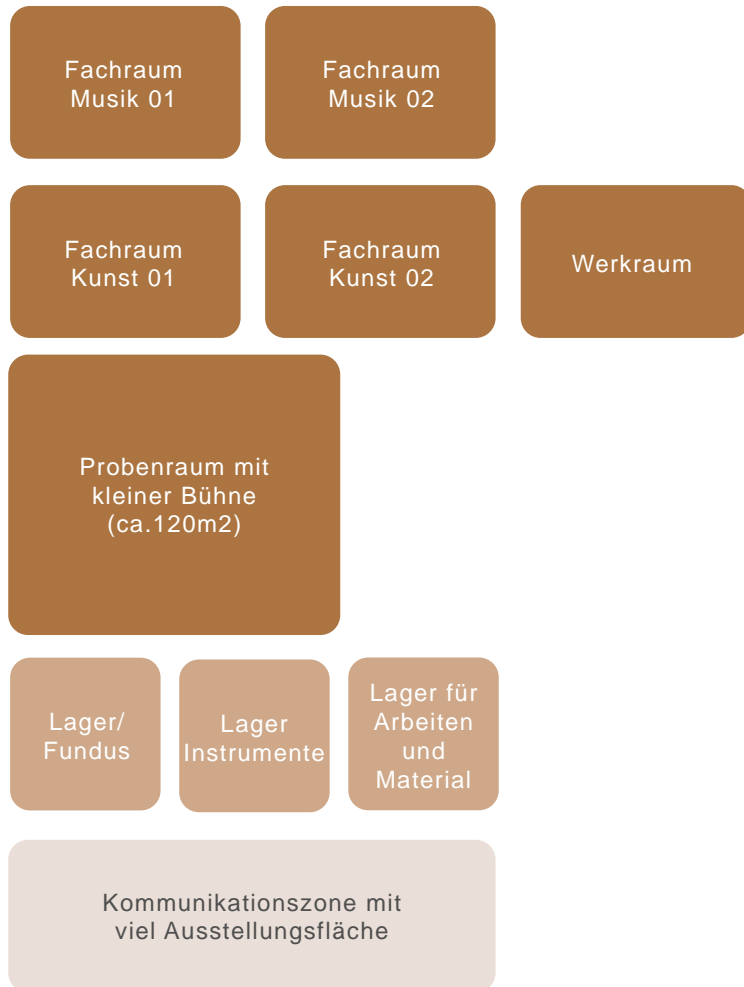 Fachraum
Musik 01
Fachraum
Musik 02
Fachraum
Kunst 01
Fachraum
Kunst 02
Werkraum
Probenraum mit
kleiner Bühne
(ca.120m2)
Lager/
Fundus
Lager
Instrumente
Lager für
Arbeiten
und
Material
Kommunikationszone mit
viel Ausstellungsfläche